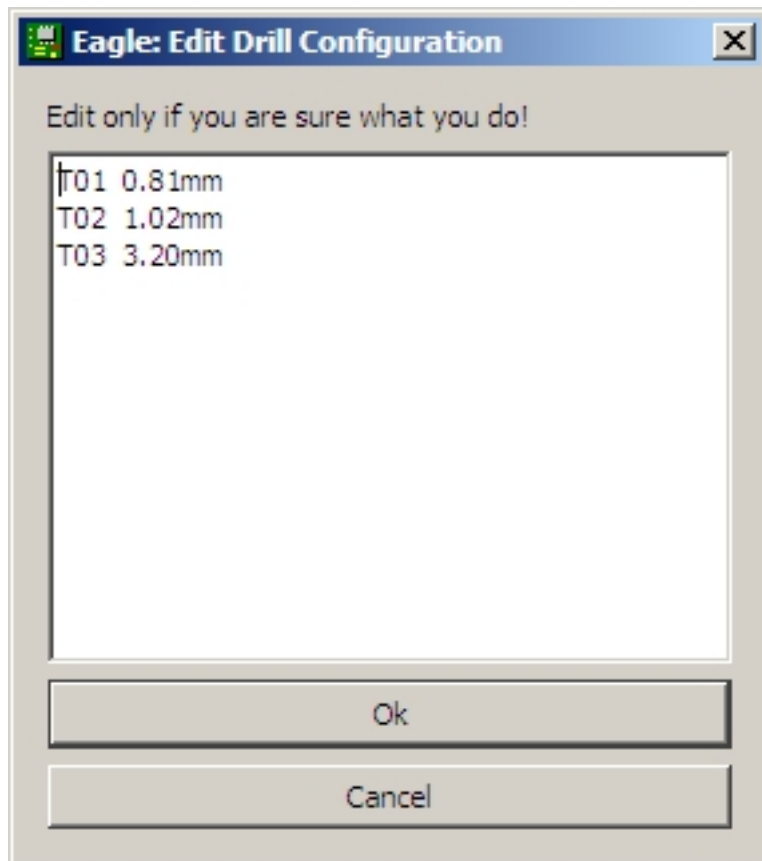 Eagle: Edit Drill Configuration
Edit only if you are sure what you do!
T01 0.81mm
T02 1.02mm
T03 3.20mm
Ok
Cancel